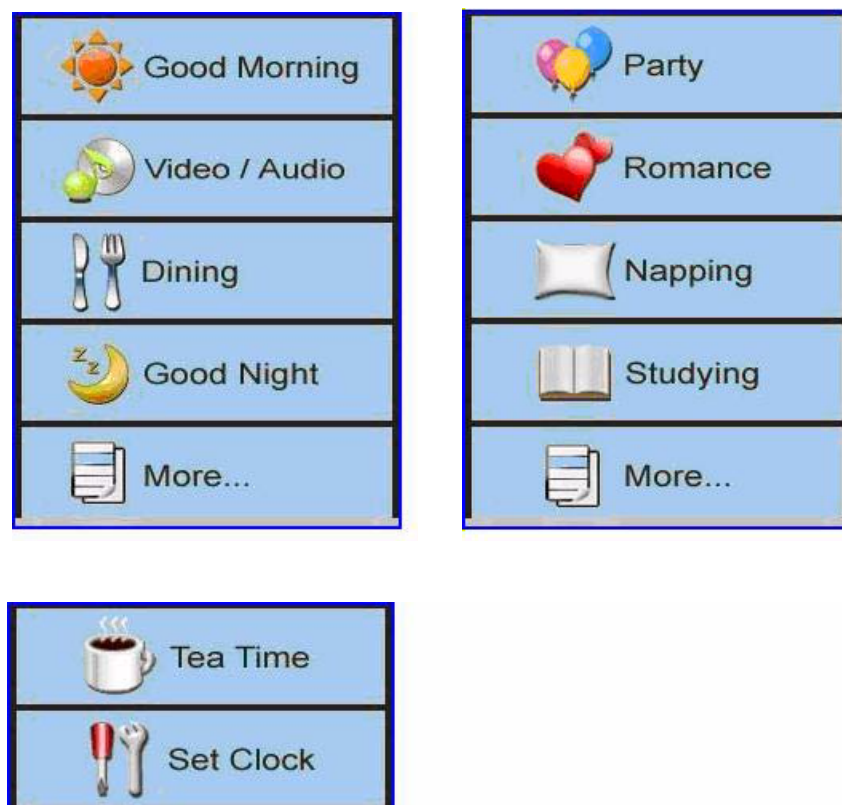 Good Morning
Video / Audio
Dining
Good Night
More...
Party
Romance
Napping
Studying
More...
Tea Time
Set Clock